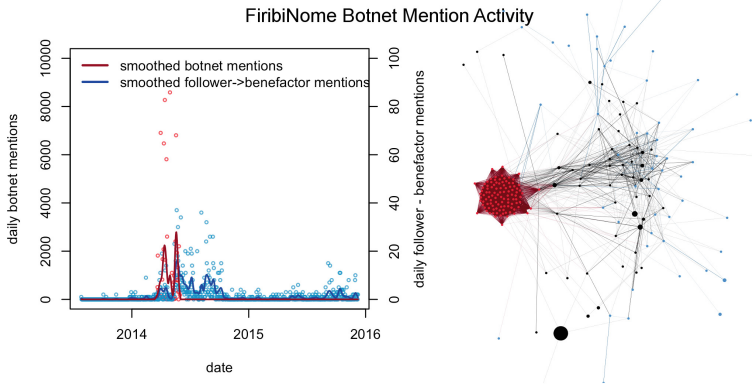 FiribiNome Botnet Mention Activity
smoothed botnet mentions
smoothed follower->benefactor mentions
daily botnet mentions
0
2000
4000
6000
8000
10000
0
20
40
60
80
100
daily follower - benefactor mentions
2014
2015
2016
date